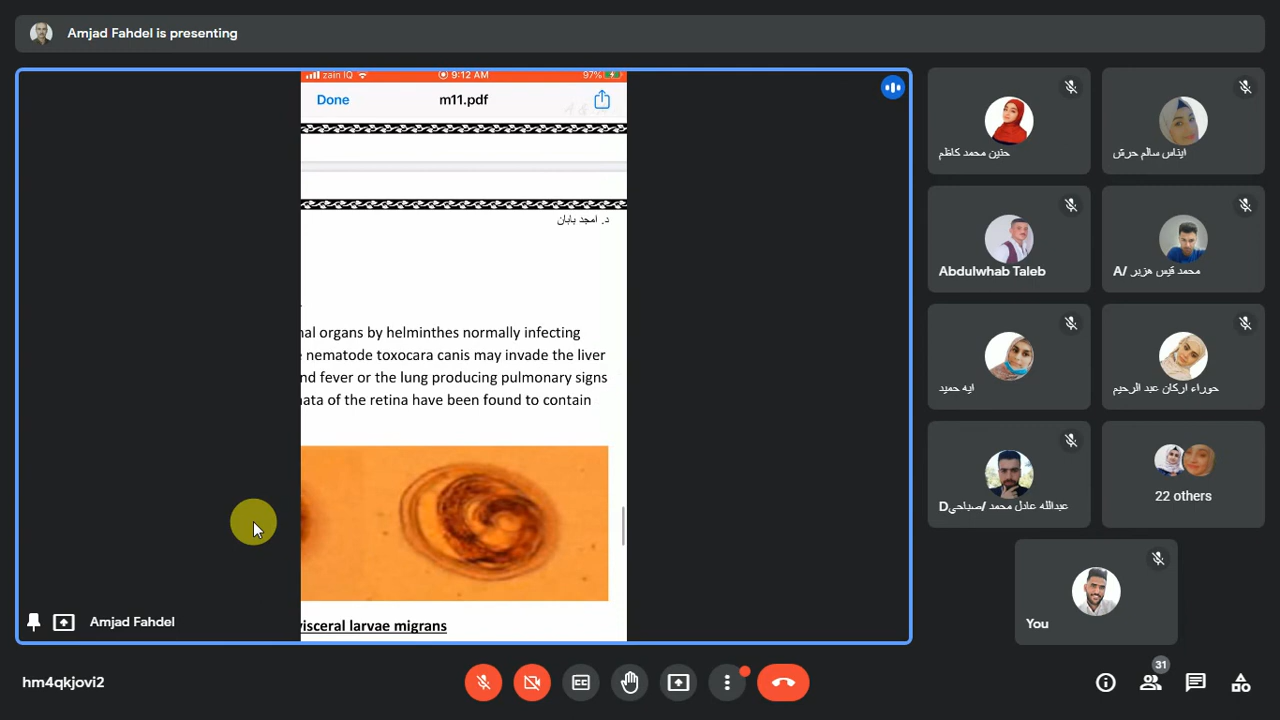 Amjad Fahdel is presenting
zain IQ 9:12 AM 97%
Done m11.pdf
د. امجد بابان
nal organs by helminthes normally infecting
nematode toxocara canis may invade the liver
nd fever or the lung producing pulmonary signs
ata of the retina have been found to contain
visceral larvae migrans
Amjad Fahdel
حنين محمد كاظم
ايناس سالم حرش
Abdulwhab Taleb
محمد قيس هزبر /A
ايه حميد
حوراء اركان عبد الرحيم
عبدالله عادل محمد /صباحيD
22 others
You
hm4qkjovi2
31